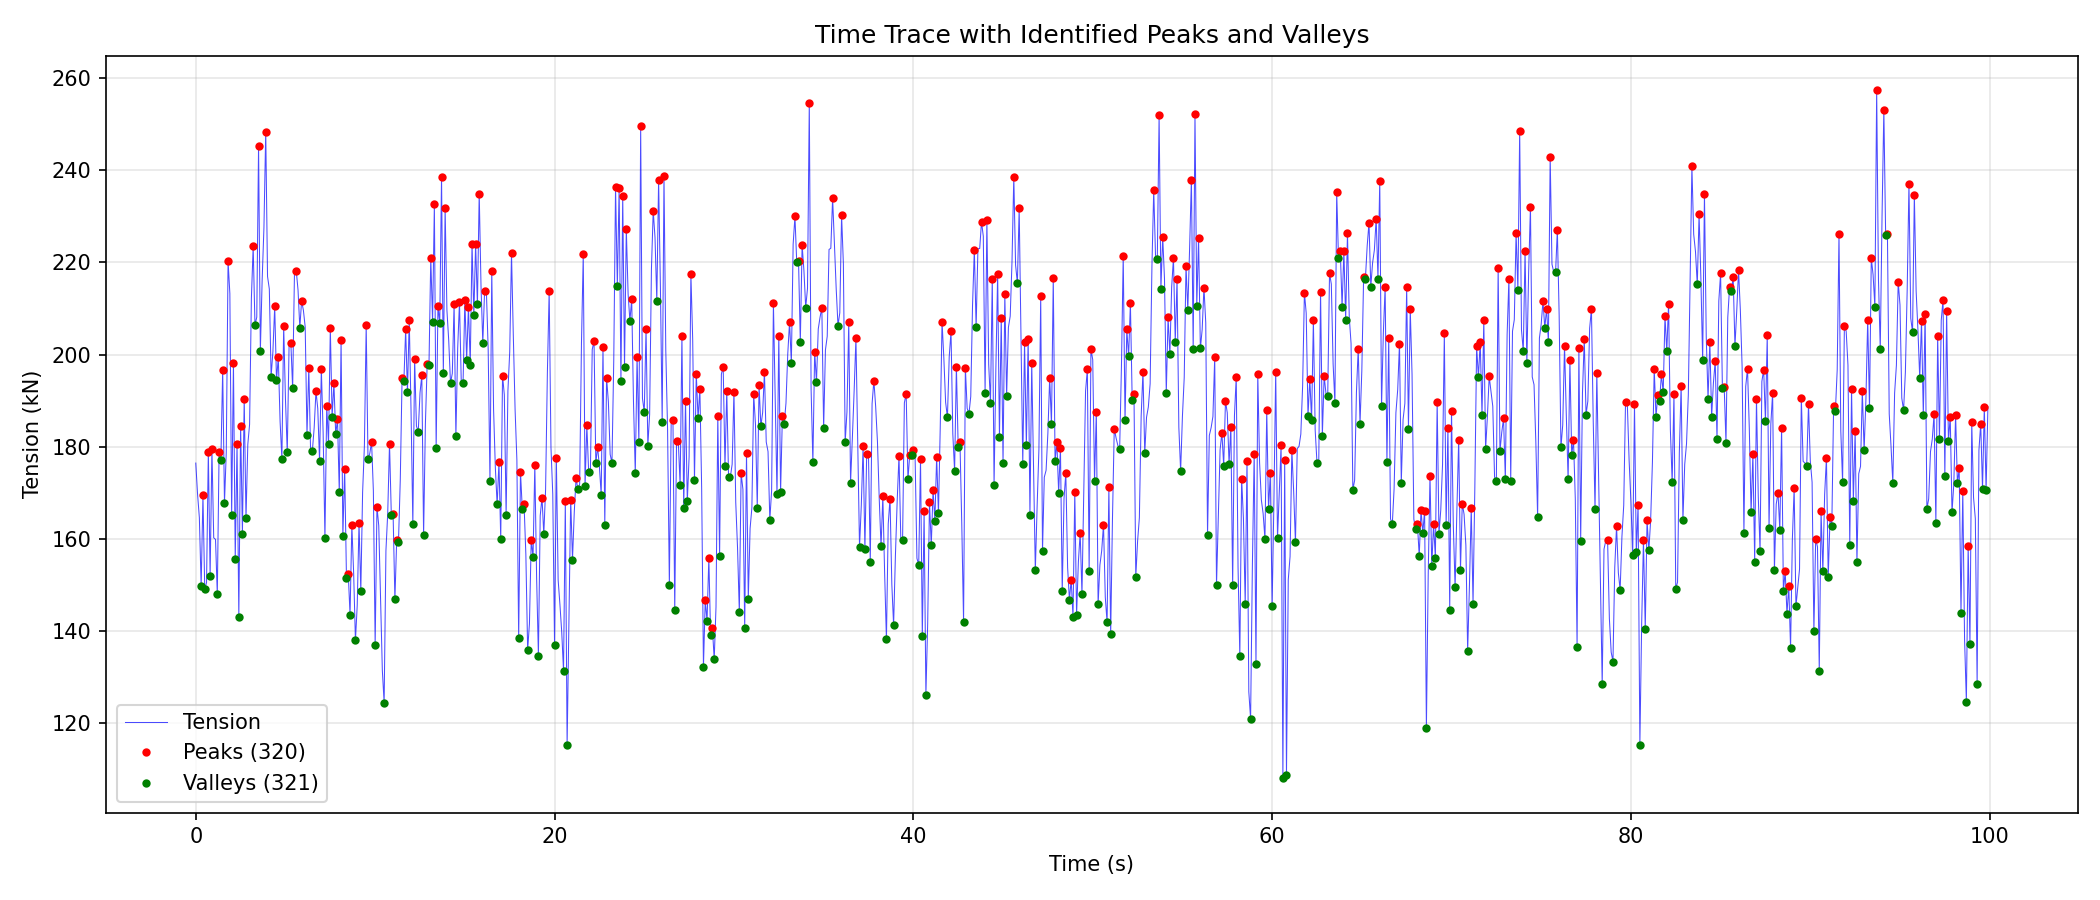 Time Trace with Identified Peaks and Valleys
Tension (kN)
260
240
220
200
180
160
140
120
Tension
Peaks (320)
Valleys (321)
0
20
40
60
80
100
Time (s)